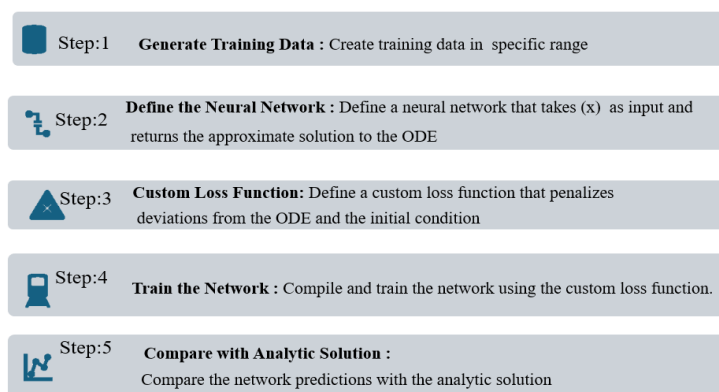 Step:1 Generate Training Data : Create training data in specific range
Step:2 Define the Neural Network : Define a neural network that takes (x) as input and
returns the approximate solution to the ODE
Step:3 Custom Loss Function: Define a custom loss function that penalizes
deviations from the ODE and the initial condition
Step:4 Train the Network : Compile and train the network using the custom loss function.
Step:5 Compare with Analytic Solution :
Compare the network predictions with the analytic solution